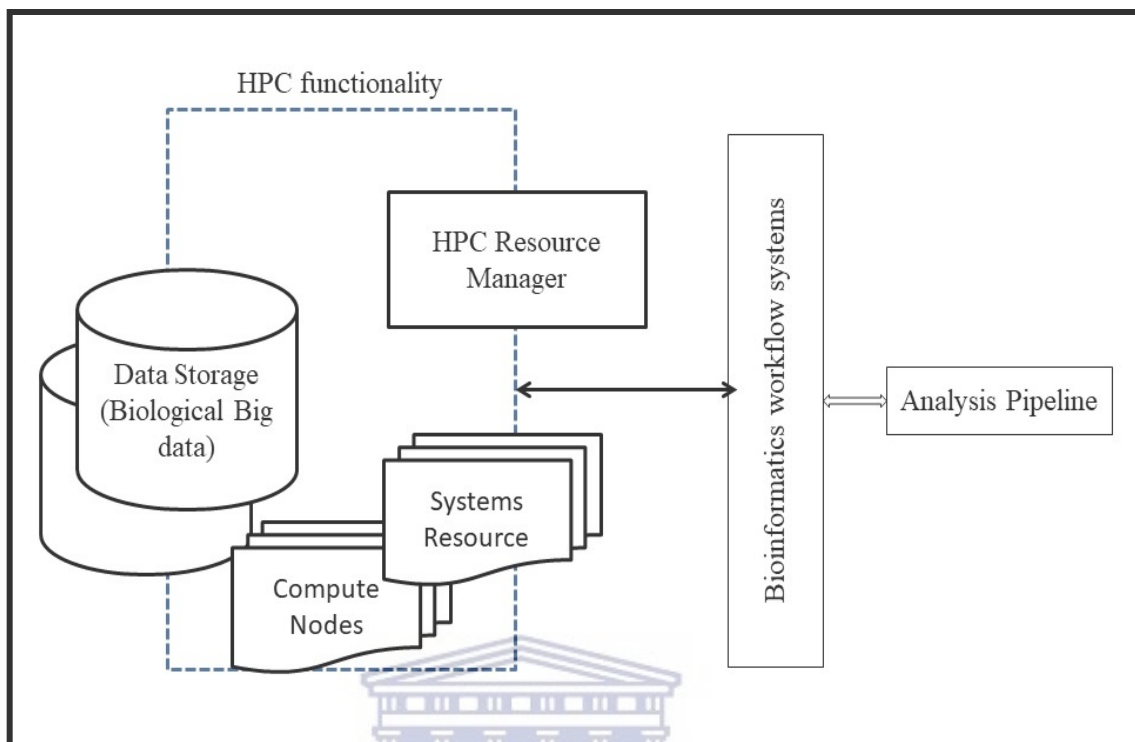 HPC functionality
HPC Resource
Manager
Data Storage
(Biological Big
data)
Systems
Resource
Compute
Nodes
Bioinformatics workflow systems
Analysis Pipeline